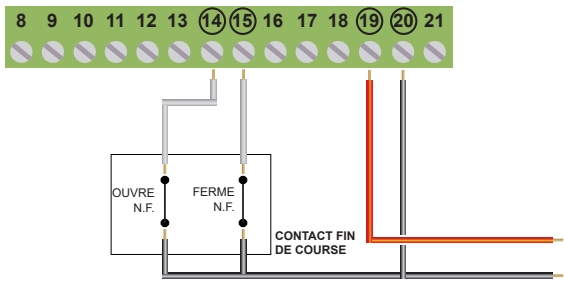 8 9 10 11 12 13 14 15 16 17 18 19 20 21
OUVRE
N.F.
FERME
N.F.
CONTACT FIN
DE COURSE